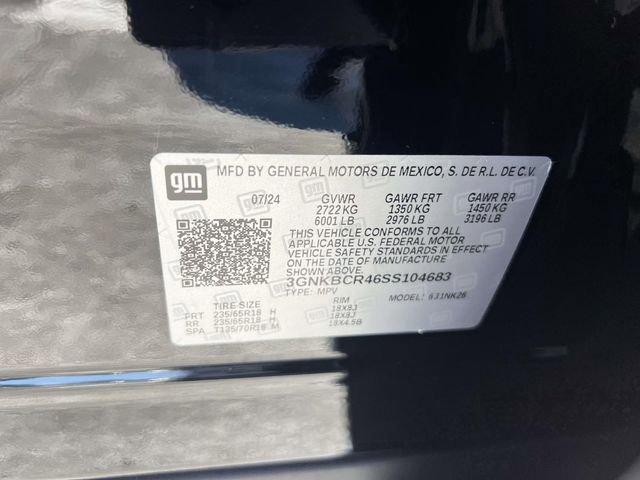 gm
MFD BY GENERAL MOTORS DE MEXICO, S. DE R.L. DE C.V.
07/24 GVWR GAWR FRT GAWR RR
2722 KG 1350 KG 1450 KG
6001 LB 2976 LB 3196 LB
THIS VEHICLE CONFORMS TO ALL
APPLICABLE U.S. FEDERAL MOTOR
VEHICLE SAFETY STANDARDS IN EFFECT
ON THE DATE OF MANUFACTURE
SHOWN ABOVE.
3GNKBCR46SS104683
TYPE: MPV MODEL: 6J1NK26
TIRE SIZE RIM
FRT 235/65R18 H 18X8J
RR 235/65R18 H 18X8J
SPA T135/70R18 M 18X4.5B